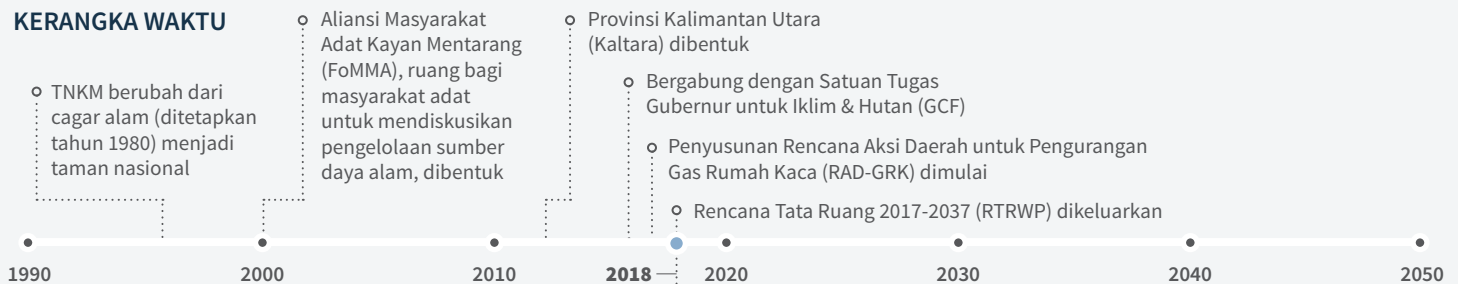 KERANGKA WAKTU
TNKM berubah dari
cagar alam (ditetapkan
tahun 1980) menjadi
taman nasional
Aliansi Masyarakat
Adat Kayan Mentarang
(FoMMA), ruang bagi
masyarakat adat
untuk mendiskusikan
pengelolaan sumber
daya alam, dibentuk
Provinsi Kalimantan Utara
(Kaltara) dibentuk
Bergabung dengan Satuan Tugas
Gubernur untuk Iklim & Hutan (GCF)
Penyusunan Rencana Aksi Daerah untuk Pengurangan
Gas Rumah Kaca (RAD-GRK) dimulai
Rencana Tata Ruang 2017-2037 (RTRWP) dikeluarkan
1990 2000 2010 2018 2020 2030 2040 2050